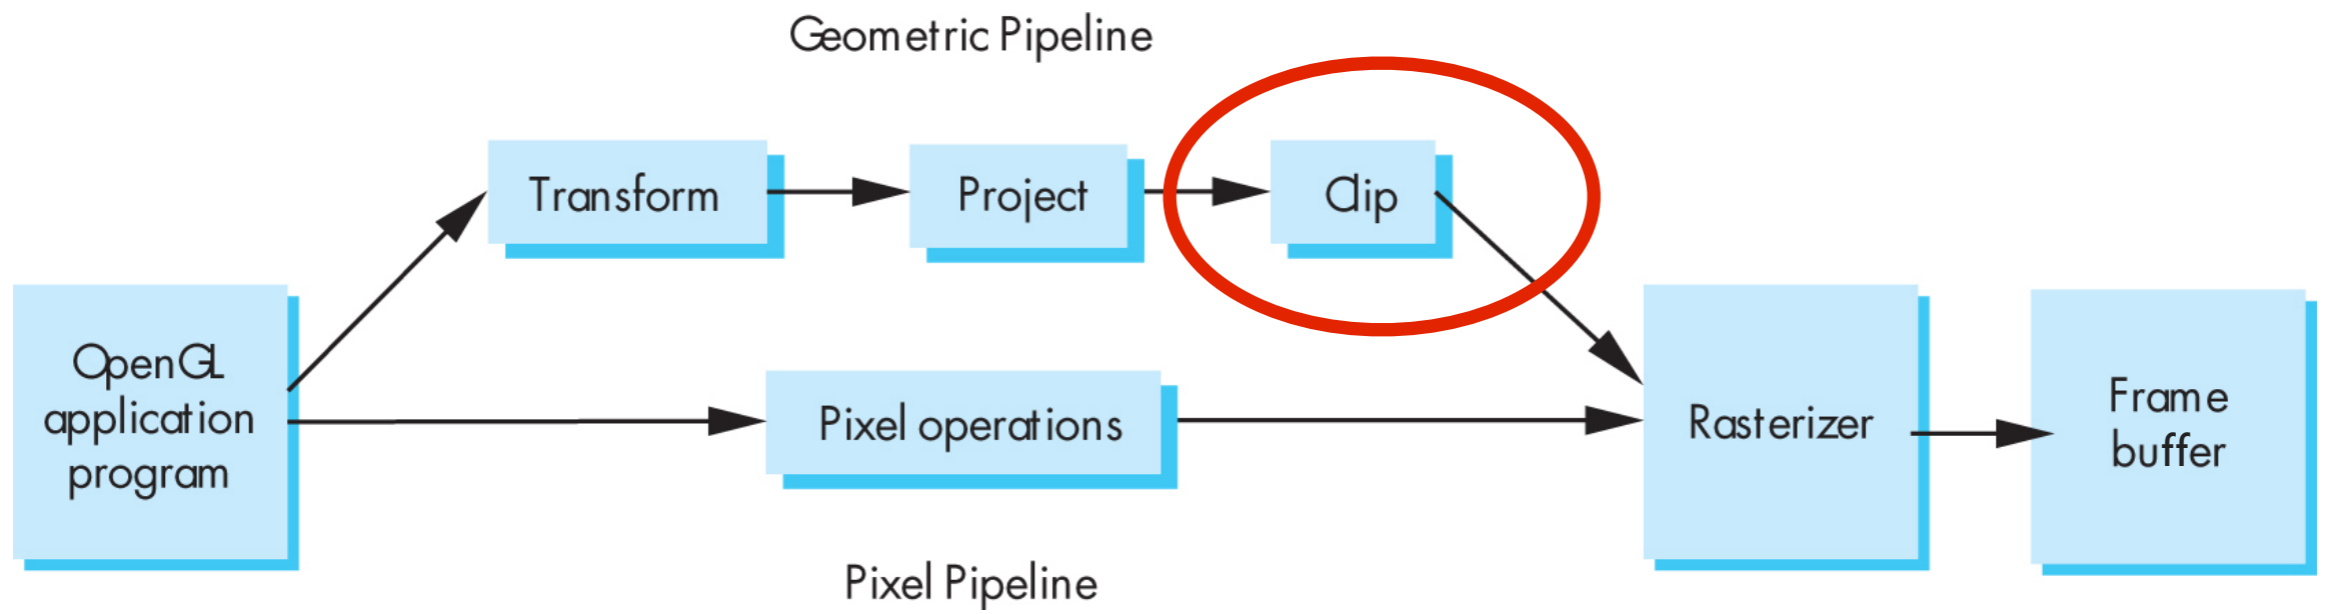 Geometric Pipeline
Transform
Project
Clip
OpenGL
application
program
Pixel operations
Rasterizer
Frame
buffer
Pixel Pipeline